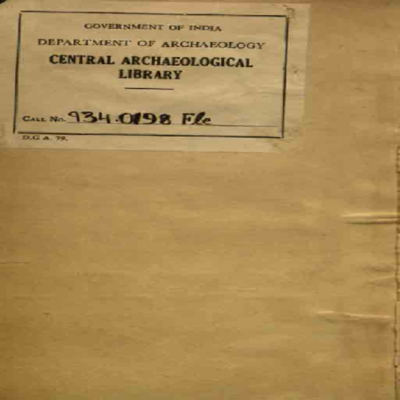 GOVERNMENT OF INDIA
DEPARTMENT OF ARCHAEOLOGY
CENTRAL ARCHAEOLOGICAL
LIBRARY
CALL No. 934.0198 Fle
D.G A. 79.